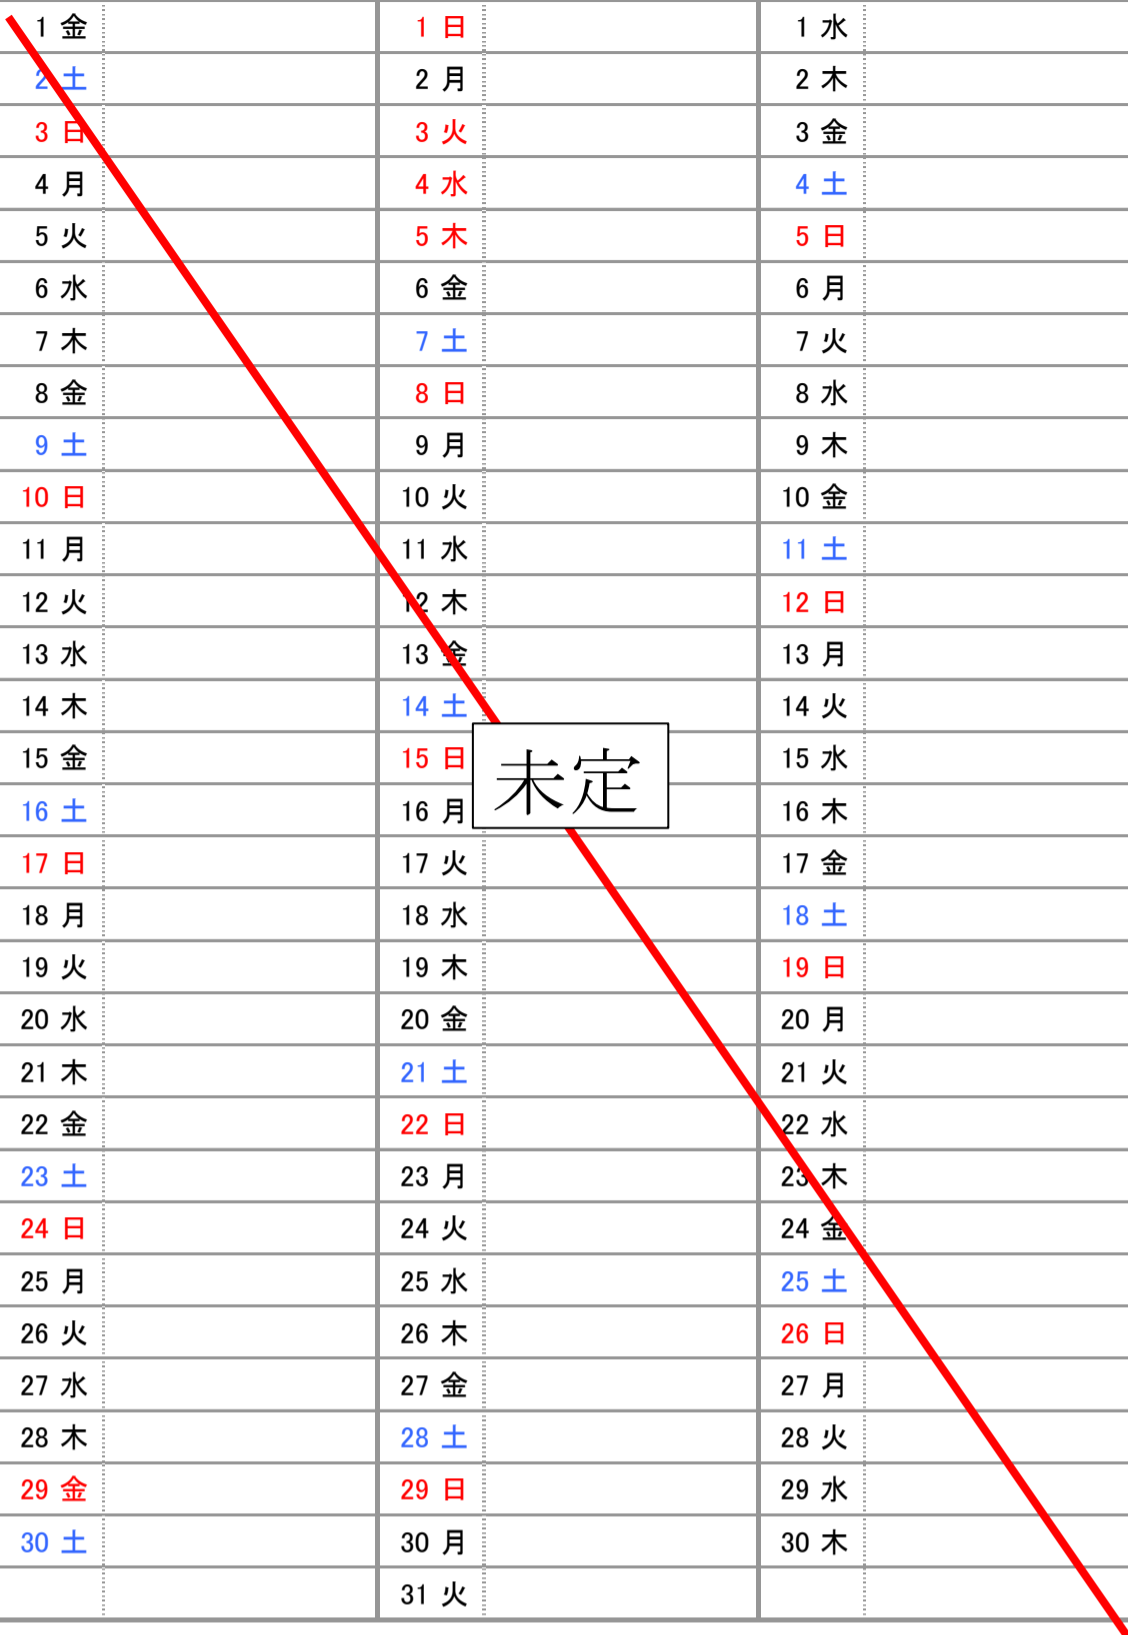 1 金
2 土
3 日
4 月
5 火
6 水
7 木
8 金
9 土
10 日
11 月
12 火
13 水
14 木
15 金
16 土
17 日
18 月
19 火
20 水
21 木
22 金
23 土
24 日
25 月
26 火
27 水
28 木
29 金
30 土
1 日
2 月
3 火
4 水
5 木
6 金
7 土
8 日
9 月
10 火
11 水
12 木
13 金
14 土
15 日
16 月
17 火
18 水
19 木
20 金
21 土
22 日
23 月
24 火
25 水
26 木
27 金
28 土
29 日
30 月
31 火
未定
1 水
2 木
3 金
4 土
5 日
6 月
7 火
8 水
9 木
10 金
11 土
12 日
13 月
14 火
15 水
16 木
17 金
18 土
19 日
20 月
21 火
22 水
23 木
24 金
25 土
26 日
27 月
28 火
29 水
30 木